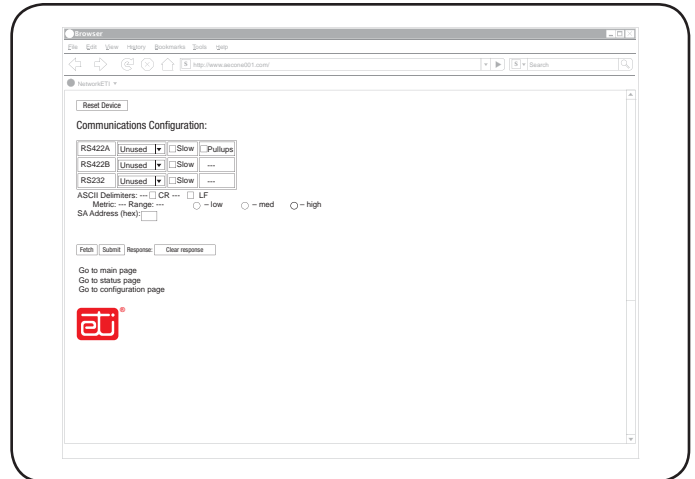 Browser
File Edit View History Bookmarks Tools Help
S http://www.aecone001.com/ S Search
NetworkETI
Reset Device
Communications Configuration:
RS422A Unused Slow Pullups
RS422B Unused Slow ---
RS232 Unused Slow ---
ASCII Delimiters: --- CR --- LF
Metric: --- Range: --- – low – med – high
SA Address (hex):
Fetch Submit Response: Clear response
Go to main page
Go to status page
Go to configuration page
eti®